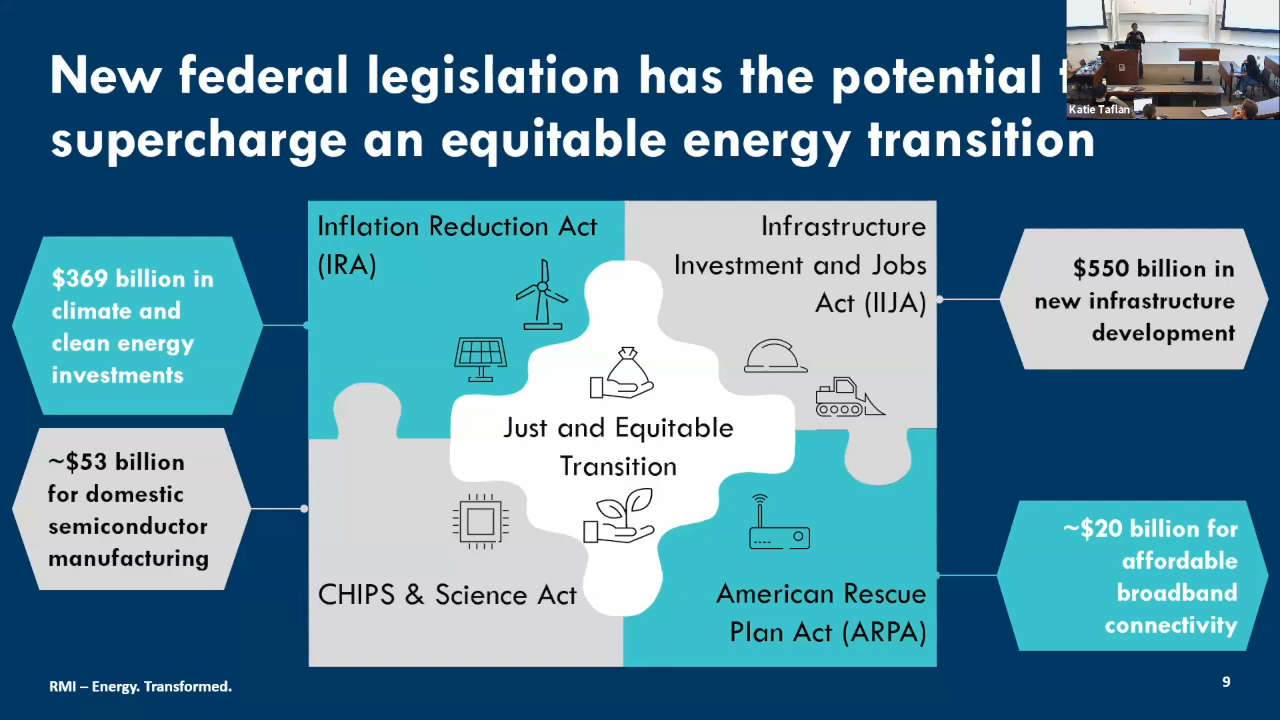 New federal legislation has the potential
supercharge an equitable energy transition
Katie Taflan
Inflation Reduction Act
(IRA)
Infrastructure
Investment and Jobs
Act (IIJA)
$369 billion in
climate and
clean energy
investments
$550 billion in
new infrastructure
development
Just and Equitable
Transition
~$53 billion
for domestic
semiconductor
manufacturing
~$20 billion for
affordable
broadband
connectivity
CHIPS & Science Act
American Rescue
Plan Act (ARPA)
RMI – Energy. Transformed.
9